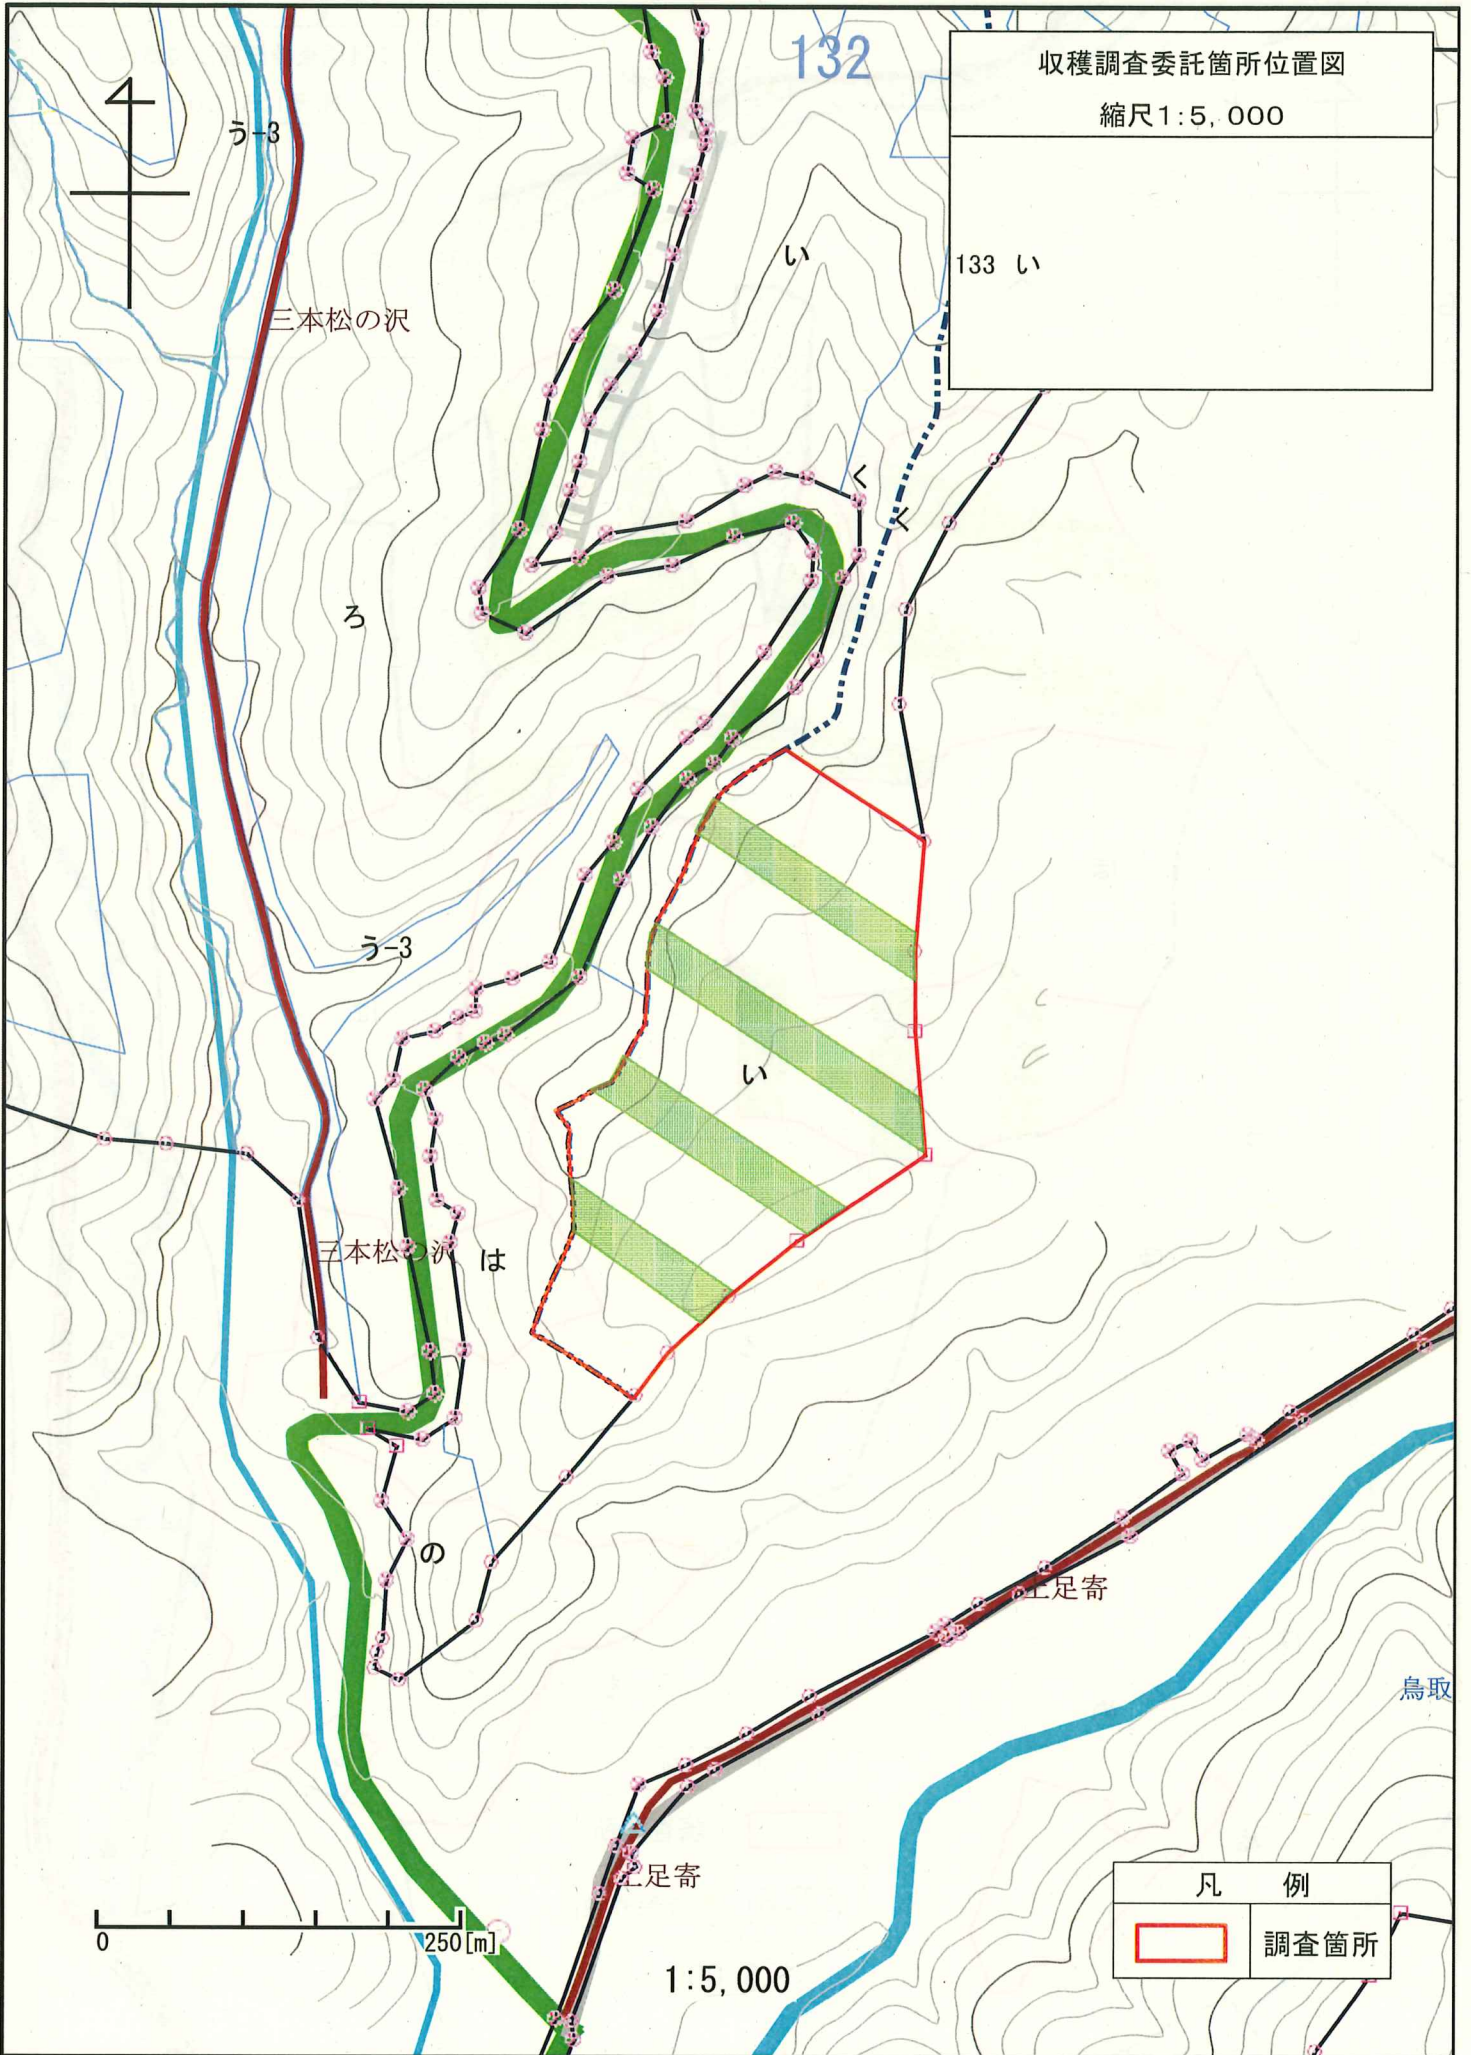 132
収穫調査委託箇所位置図
縮尺1:5,000
う-3
い
133 い
三本松の沢
く
く
ろ
う-3
い
三本松の沢
は
の
上足寄
鳥取
上足寄
凡 例
調査箇所
0 250[m]
1:5,000